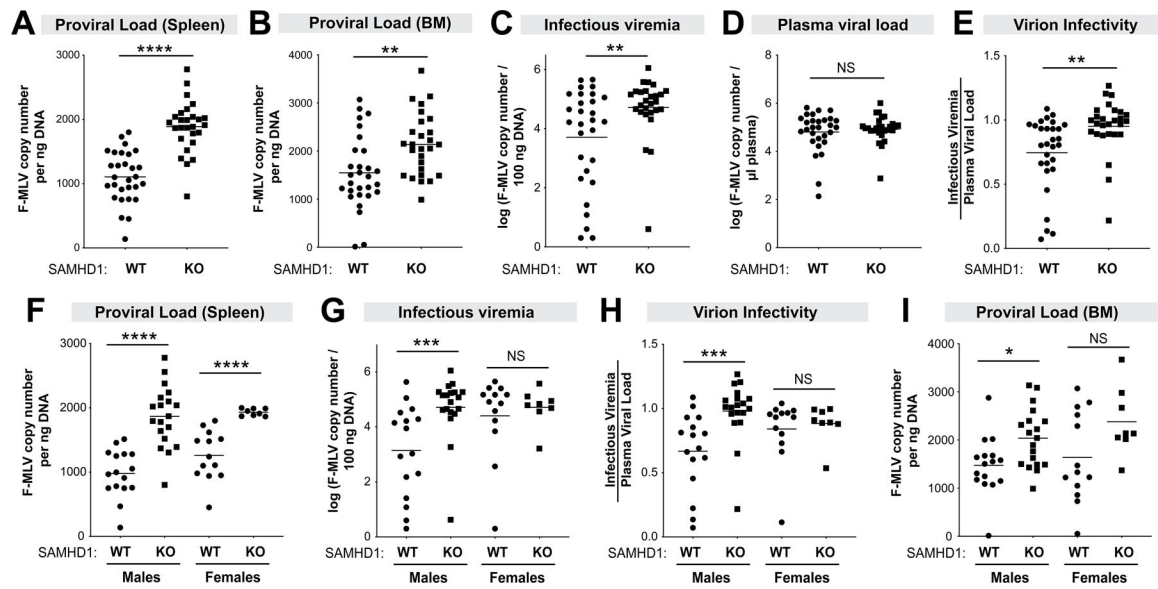 A Proviral Load (Spleen)
F-MLV copy number
per ng DNA
3000
2000
1000
0
****
SAMHD1: WT KO
B Proviral Load (BM)
F-MLV copy number
per ng DNA
4000
3000
2000
1000
0
**
WT KO
C Infectious viremia
log (F-MLV copy number /
100 ng DNA)
6
4
2
0
**
WT KO
D Plasma viral load
log (F-MLV copy number /
µl plasma)
8
6
4
2
0
NS
WT KO
E Virion Infectivity
Infectious Viremia
Plasma Viral Load
1.5
1.0
0.5
0.0
**
WT KO
F Proviral Load (Spleen)
F-MLV copy number
per ng DNA
3000
2000
1000
0
****
****
SAMHD1: WT KO WT KO
Males Females
G Infectious viremia
log (F-MLV copy number /
100 ng DNA)
6
4
2
0
***
NS
SAMHD1: WT KO WT KO
Males Females
H Virion Infectivity
Infectious Viremia
Plasma Viral Load
1.5
1.0
0.5
0.0
***
NS
SAMHD1: WT KO WT KO
Males Females
I Proviral Load (BM)
F-MLV copy number
per ng DNA
4000
3000
2000
1000
0
*
NS
SAMHD1: WT KO WT KO
Males Females